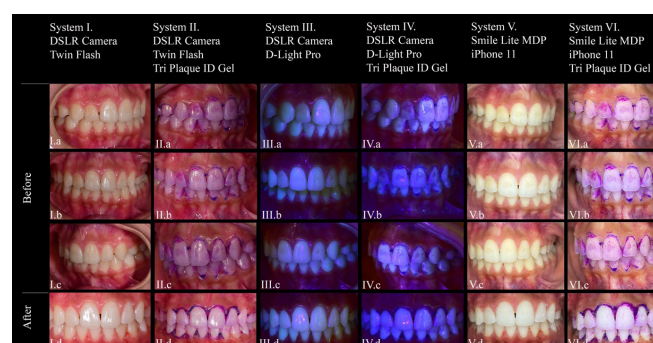 System I.
DSLR Camera
Twin Flash
System II.
DSLR Camera
Twin Flash
Tri Plaque ID Gel
System III.
DSLR Camera
D-Light Pro
System IV.
DSLR Camera
D-Light Pro
Tri Plaque ID Gel
System V.
Smile Lite MDP
iPhone 11
System VI.
Smile Lite MDP
iPhone 11
Tri Plaque ID Gel
Before
I.a
II.a
III.a
IV.a
V.a
VI.a
I.b
II.b
III.b
IV.b
V.b
VI.b
I.c
II.c
III.c
IV.c
V.c
VI.c
After
I.d
II.d
III.d
IV.d
V.d